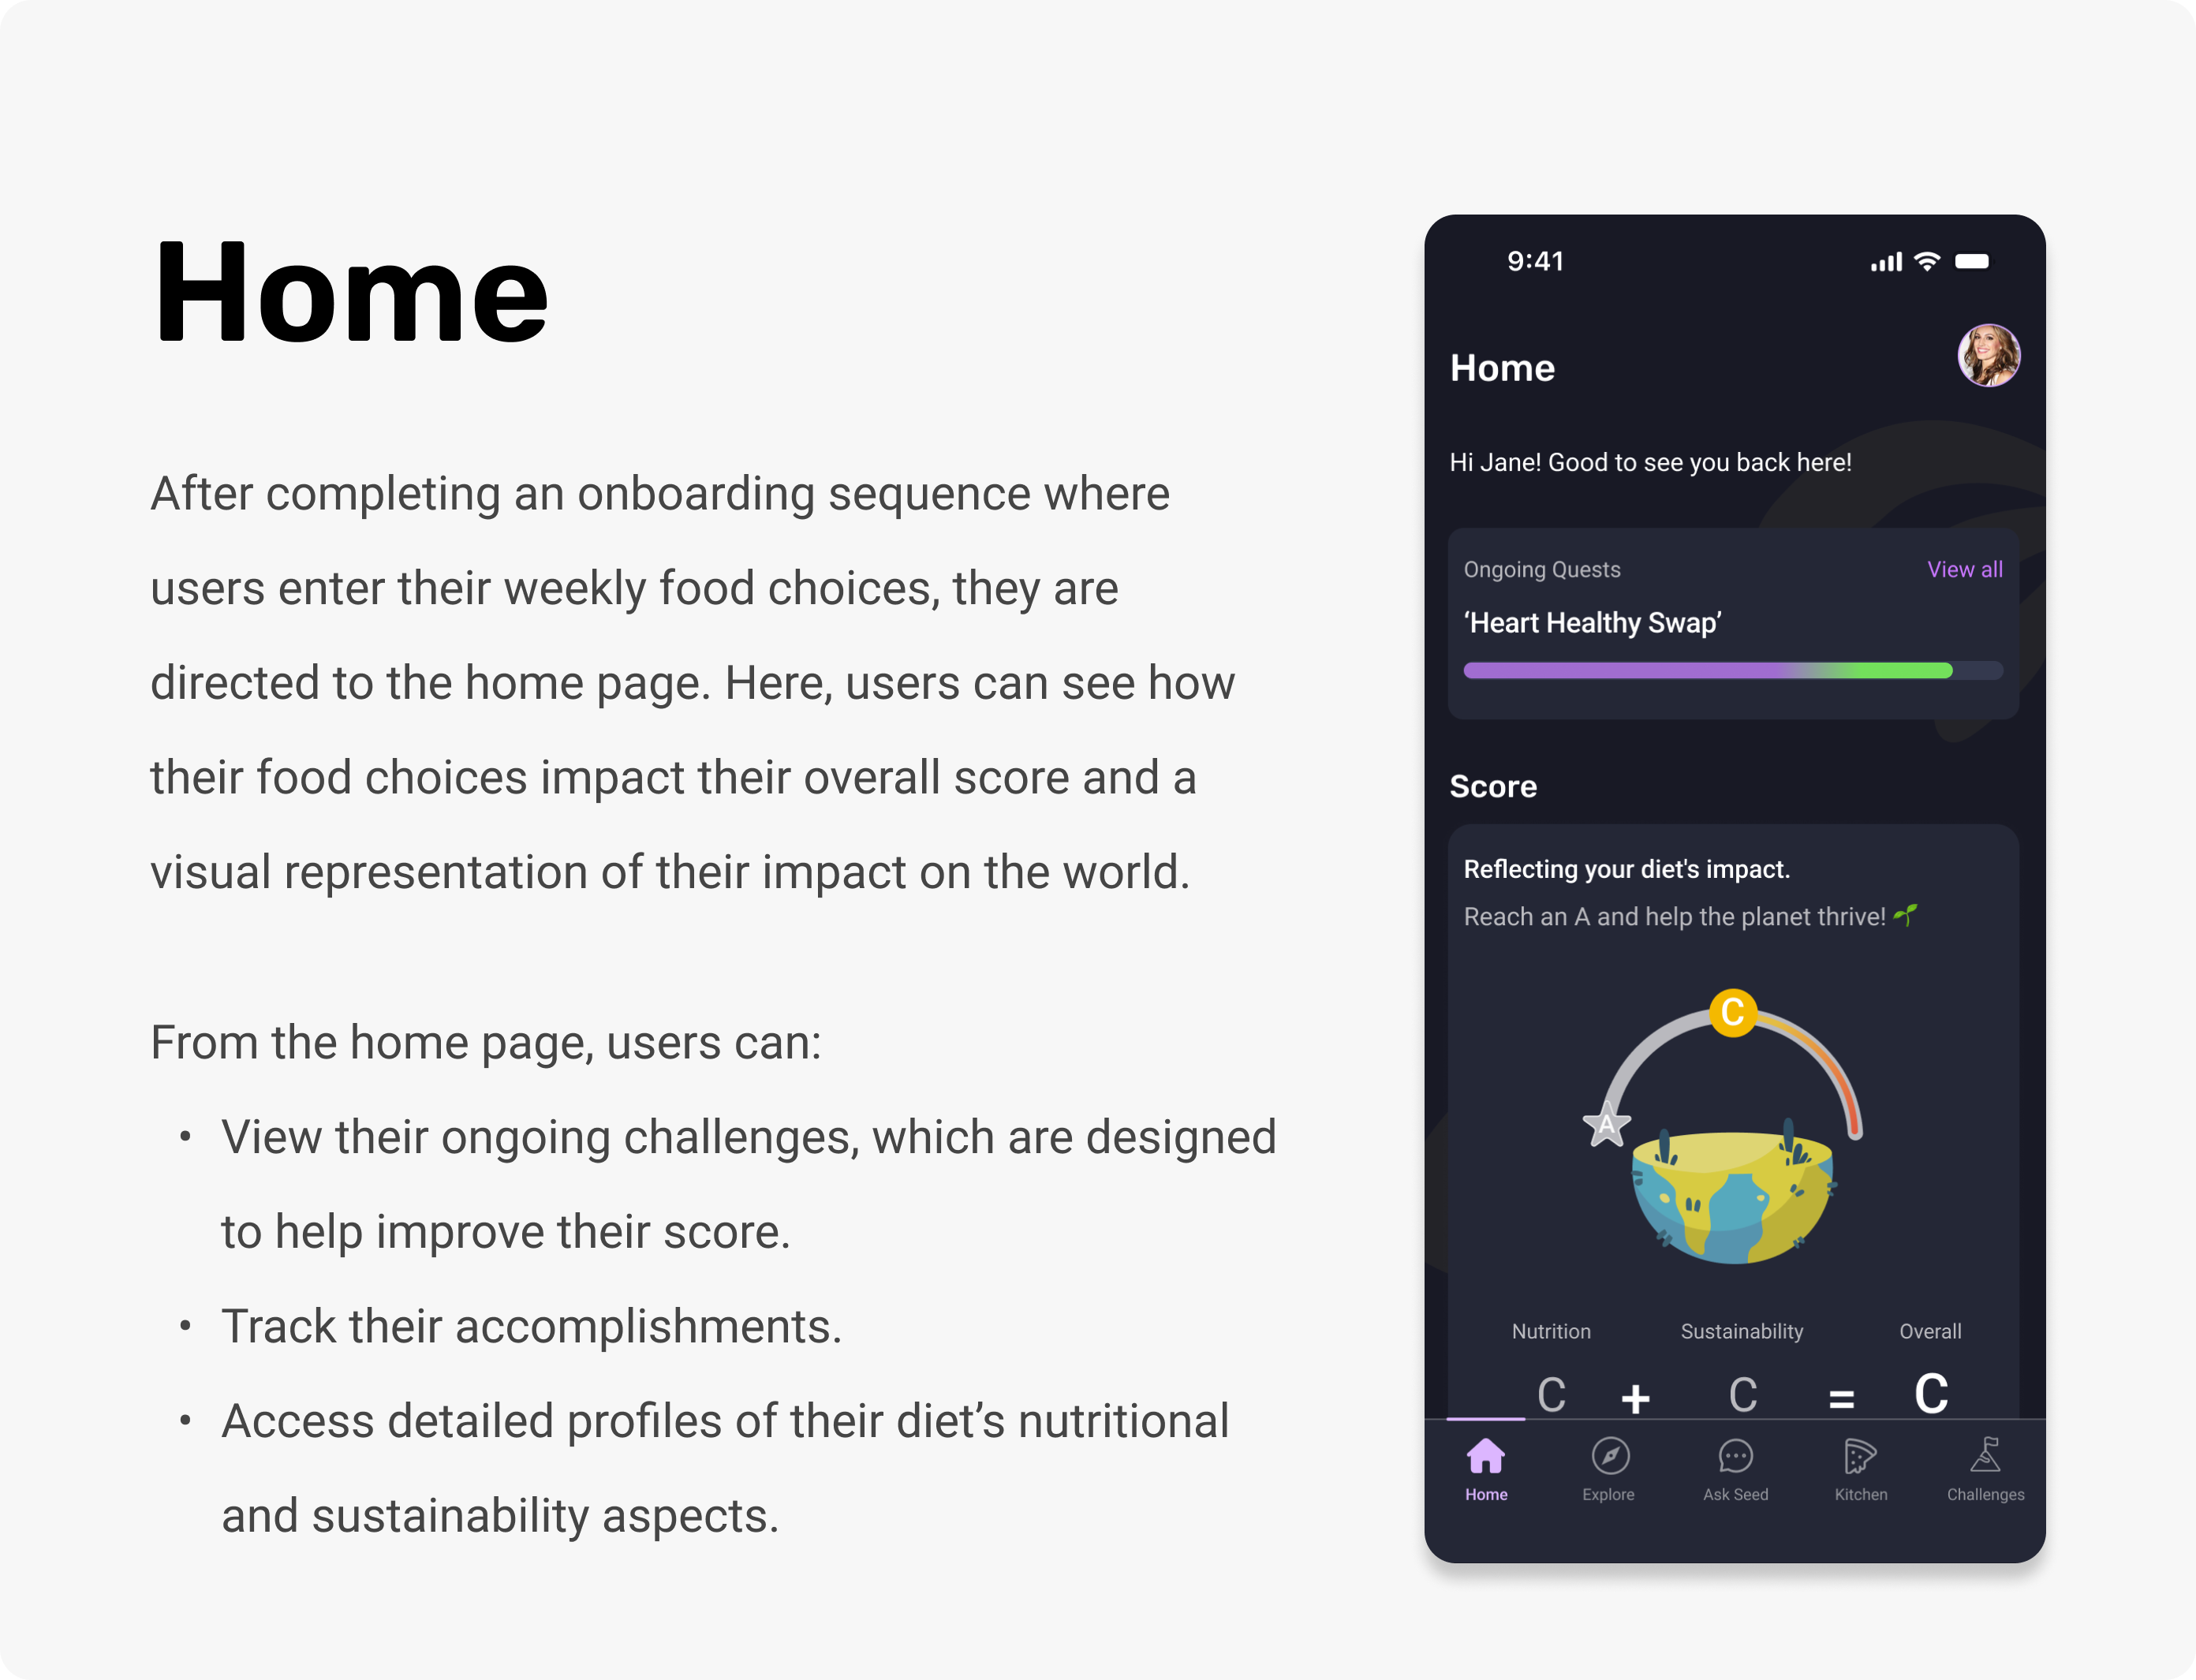 Home
After completing an onboarding sequence where
users enter their weekly food choices, they are
directed to the home page. Here, users can see how
their food choices impact their overall score and a
visual representation of their impact on the world.
From the home page, users can:
• View their ongoing challenges, which are designed
to help improve their score.
• Track their accomplishments.
• Access detailed profiles of their diet’s nutritional
and sustainability aspects.
9:41
Home
Hi Jane! Good to see you back here!
Ongoing Quests View all
‘Heart Healthy Swap’
Score
Reflecting your diet's impact.
Reach an A and help the planet thrive!🌱
C
A
Nutrition Sustainability Overall
C + C = C
Home Explore Ask Seed Kitchen Challenges